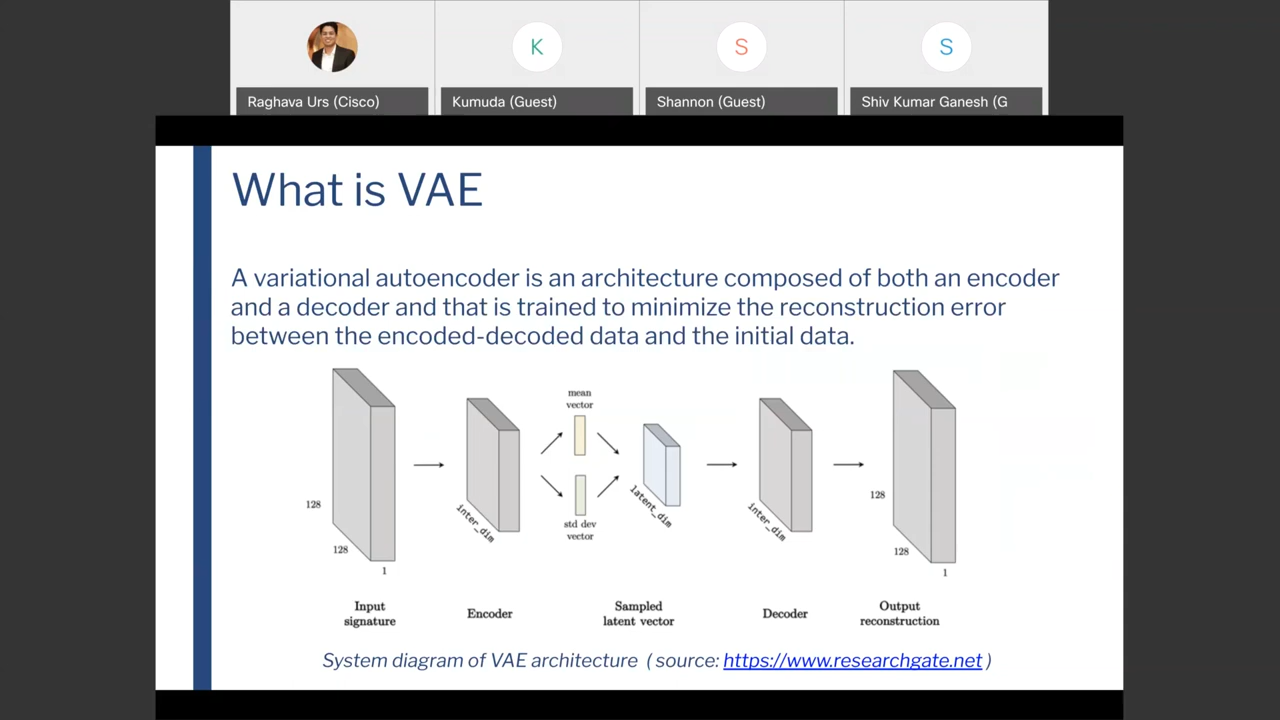 K
S
S
Raghava Urs (Cisco)
Kumuda (Guest)
Shannon (Guest)
Shiv Kumar Ganesh (G
What is VAE
A variational autoencoder is an architecture composed of both an encoder
and a decoder and that is trained to minimize the reconstruction error
between the encoded-decoded data and the initial data.
mean
vector
std dev
vector
128
128
1
inter_dim
latent_dim
inter_dim
128
128
1
Input
signature
Encoder
Sampled
latent vector
Decoder
Output
reconstruction
System diagram of VAE architecture ( source: https://www.researchgate.net )